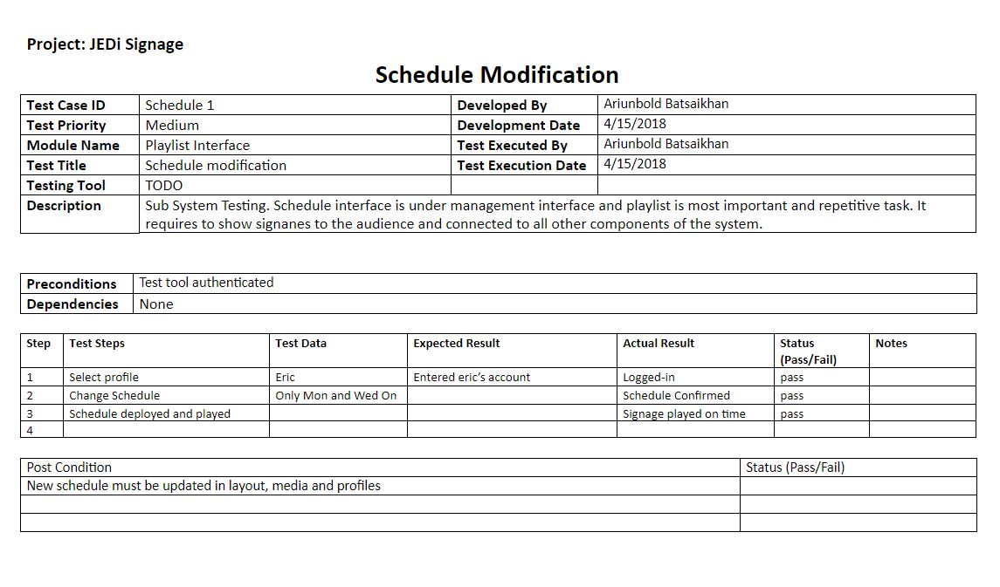 Project: JEDi Signage
Schedule Modification
Test Case ID Schedule 1 Developed By Ariunbold Batsaikhan
Test Priority Medium Development Date 4/15/2018
Module Name Playlist Interface Test Executed By Ariunbold Batsaikhan
Test Title Schedule modification Test Execution Date 4/15/2018
Testing Tool TODO
Description Sub System Testing. Schedule interface is under management interface and playlist is most important and repetitive task. It
requires to show signanes to the audience and connected to all other components of the system.
Preconditions Test tool authenticated
Dependencies None
Step Test Steps Test Data Expected Result Actual Result Status Notes
(Pass/Fail)
1 Select profile Eric Entered eric’s account Logged-in pass
2 Change Schedule Only Mon and Wed On Schedule Confirmed pass
3 Schedule deployed and played Signage played on time pass
4
Post Condition Status (Pass/Fail)
New schedule must be updated in layout, media and profiles